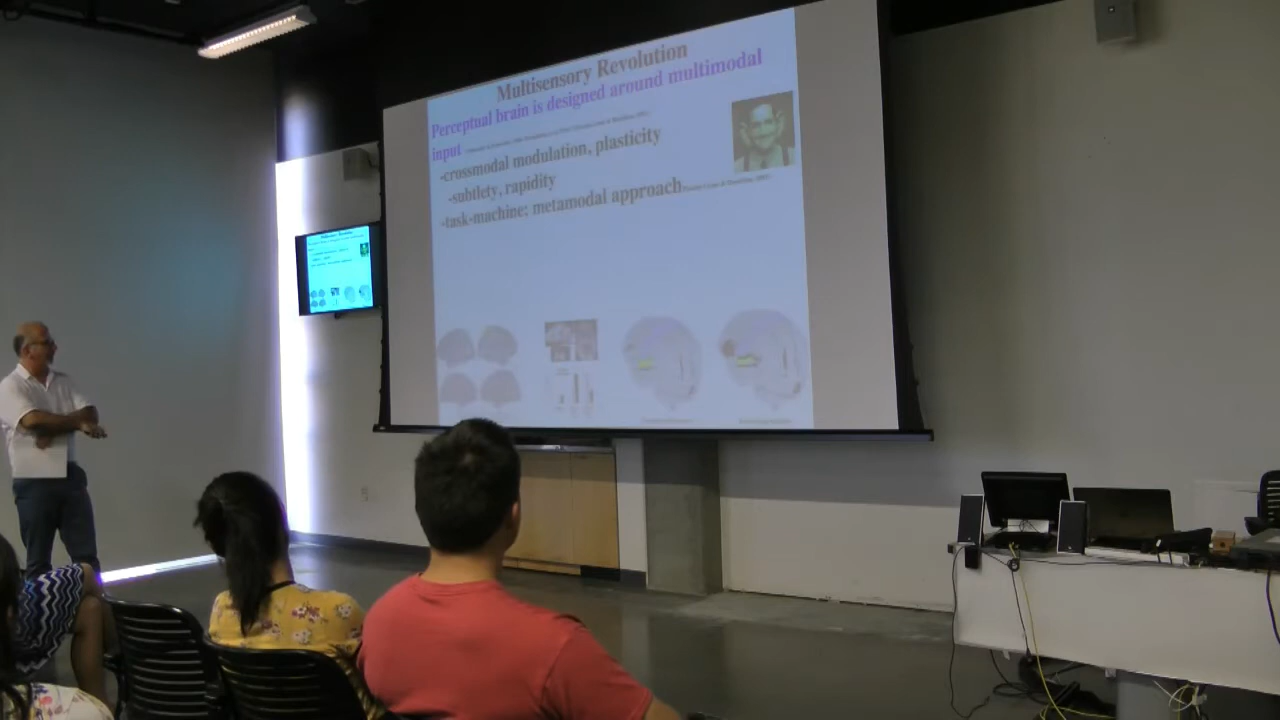 Multisensory Revolution
Perceptual brain is designed around multimodal
input
-crossmodal modulation, plasticity
-subtlety, rapidity
-task-machine; metamodal approach